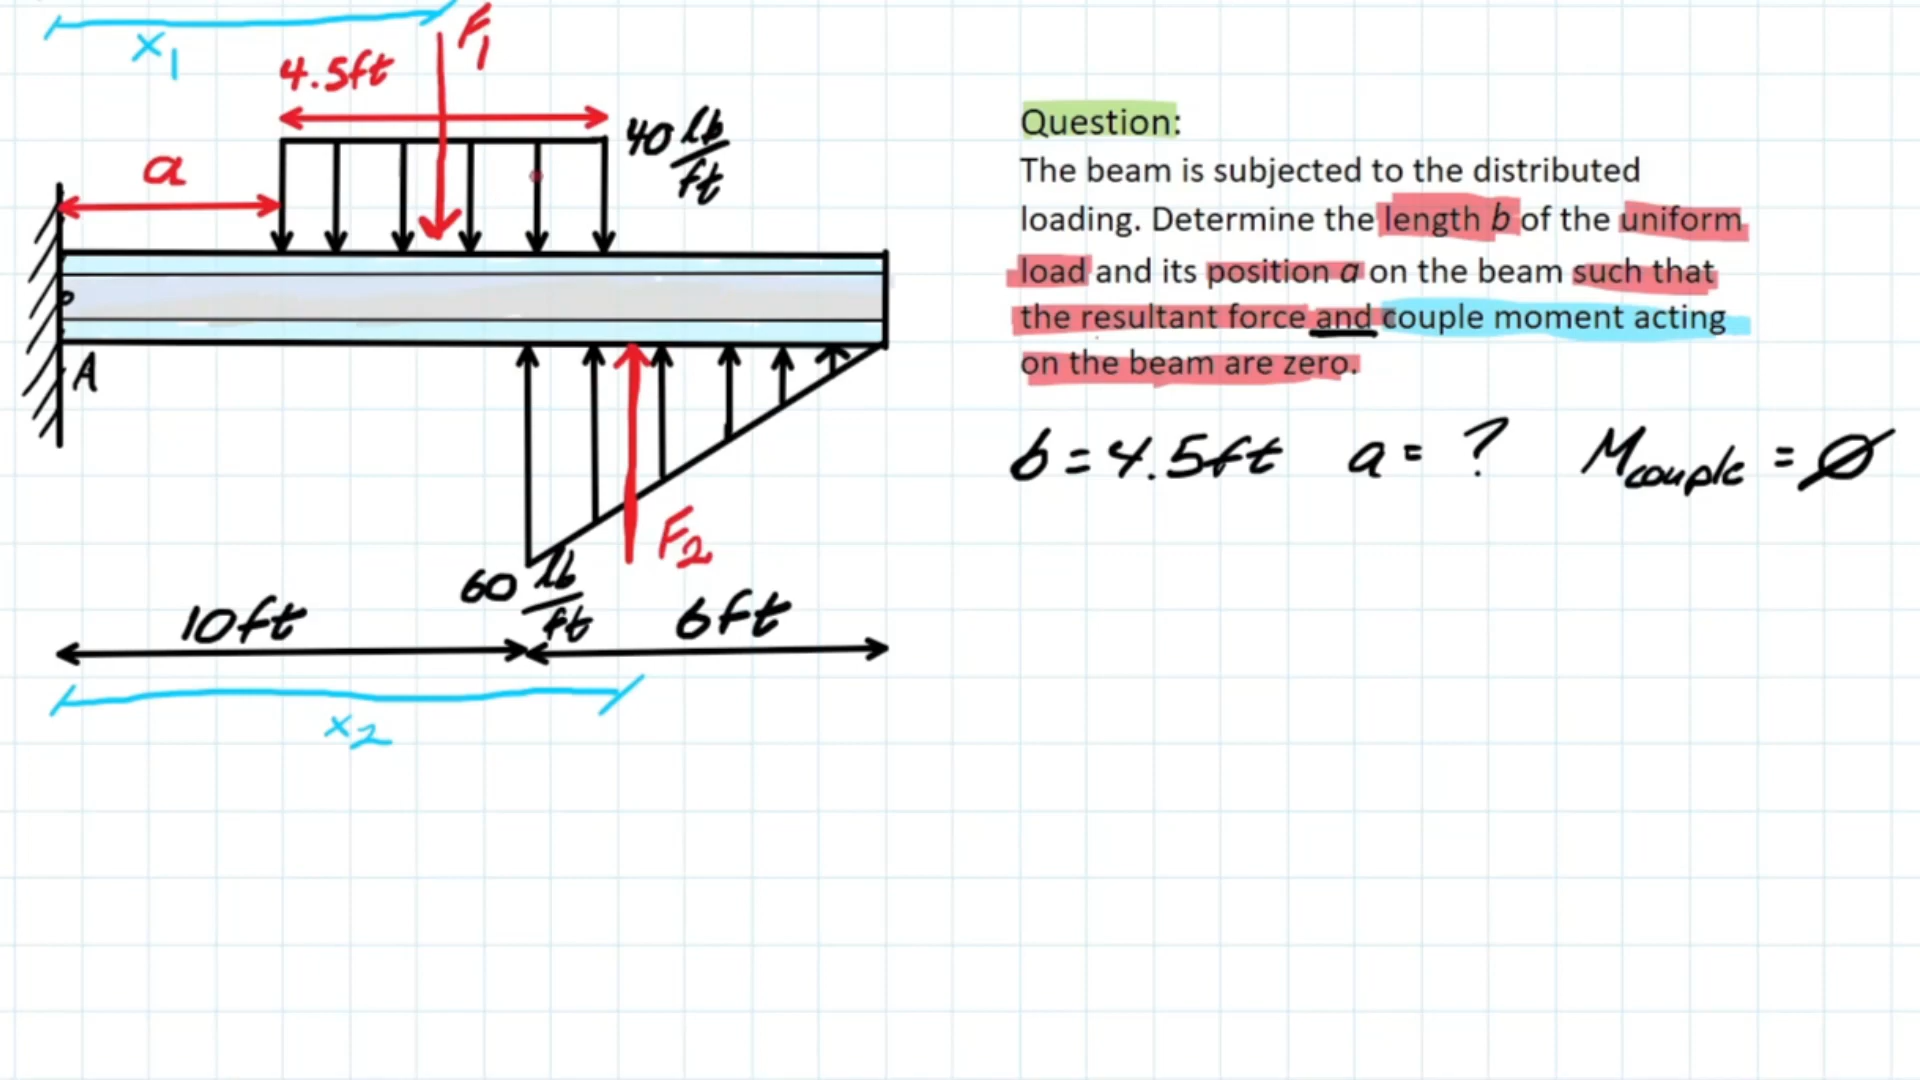 x₁
F₁
4.5ft
40 lb/ft
a
A
F₂
60 lb/ft
10ft
6ft
x₂
Question:
The beam is subjected to the distributed
loading. Determine the length b of the uniform
load and its position a on the beam such that
the resultant force and couple moment acting
on the beam are zero.
b = 4.5ft a = ? Mcouple = ∅